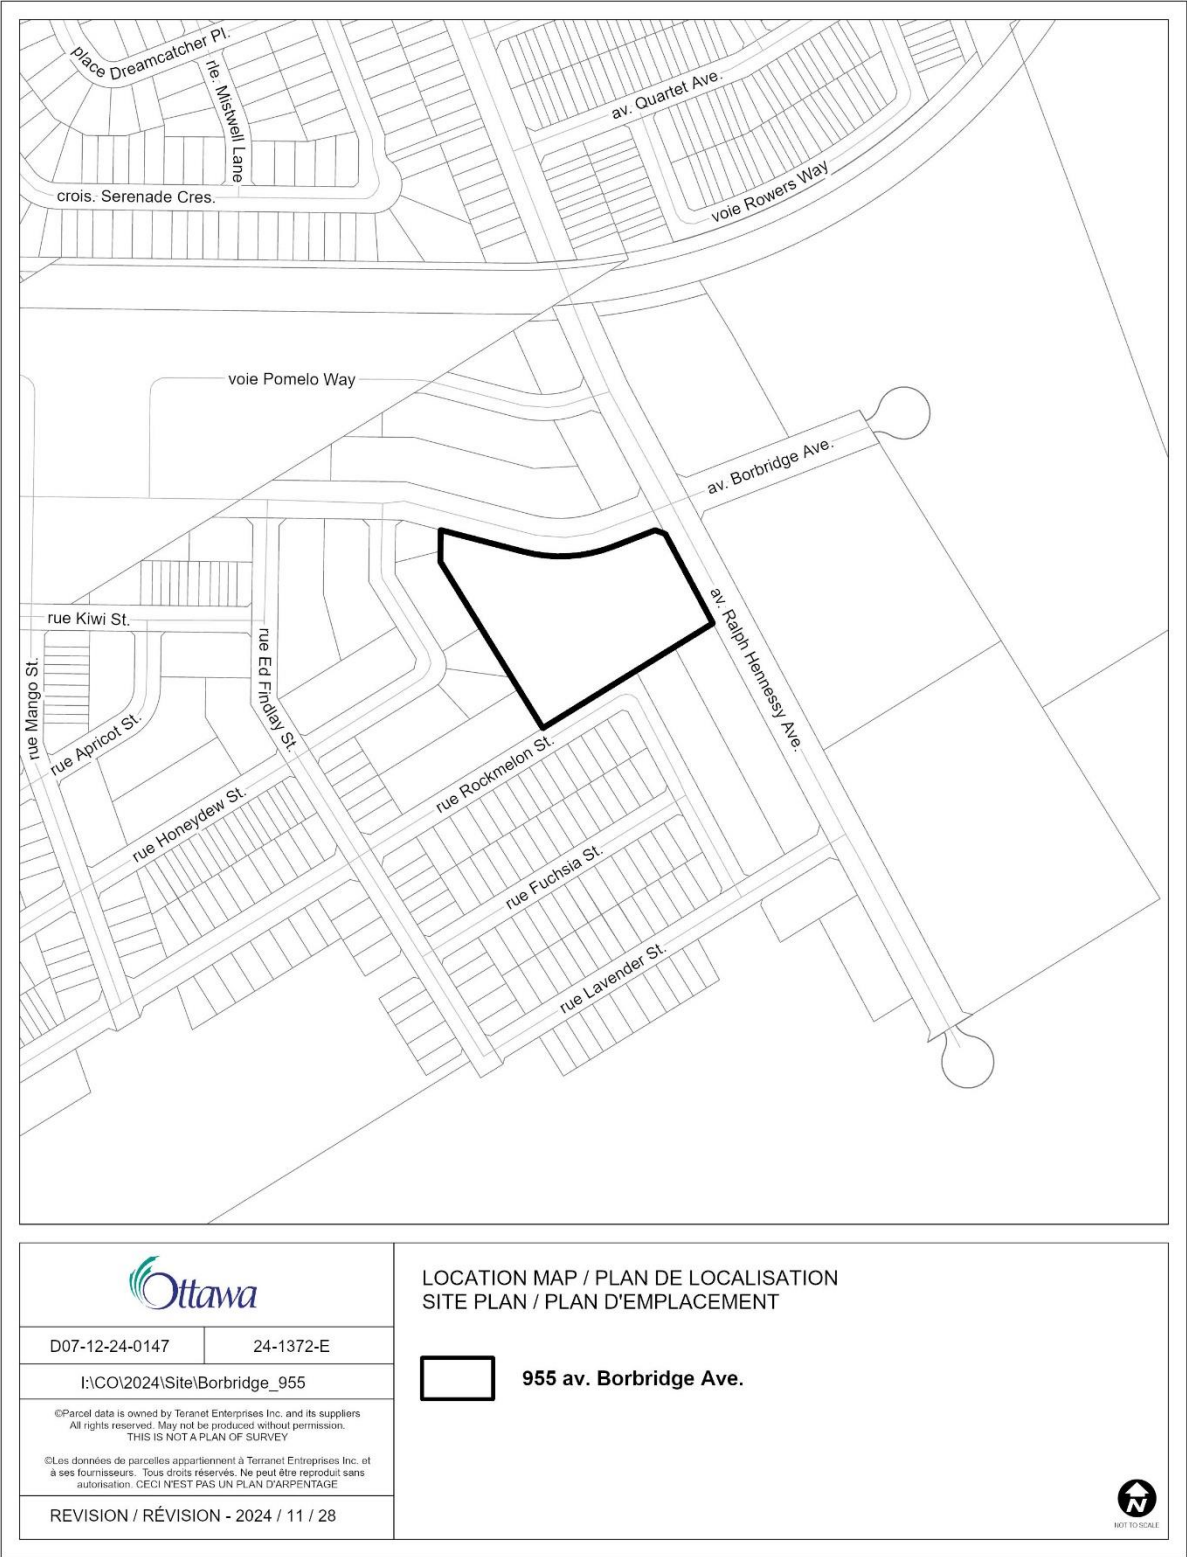 place Dreamcatcher Pl.
rle. Mistwell Lane
av. Quartet Ave.
crois. Serenade Cres.
voie Rowers Way
voie Pomelo Way
av. Borbridge Ave.
rue Kiwi St.
rue Mango St.
rue Apricot St.
rue Ed Findlay St.
av. Ralph Hennessy Ave.
rue Honeydew St.
rue Rockmelon St.
rue Fuchsia St.
rue Lavender St.
Ottawa
D07-12-24-0147
24-1372-E
I:\CO\2024\Site\Borbridge_955
©Parcel data is owned by Teranet Enterprises Inc. and its suppliers
All rights reserved. May not be produced without permission.
THIS IS NOT A PLAN OF SURVEY
©Les données de parcelles appartiennent à Terranet Entreprises Inc. et
à ses fournisseurs. Tous droits réservés. Ne peut être reproduit sans
autorisation. CECI N'EST PAS UN PLAN D'ARPENTAGE
REVISION / RÉVISION - 2024 / 11 / 28
LOCATION MAP / PLAN DE LOCALISATION
SITE PLAN / PLAN D'EMPLACEMENT
955 av. Borbridge Ave.
N
NOT TO SCALE